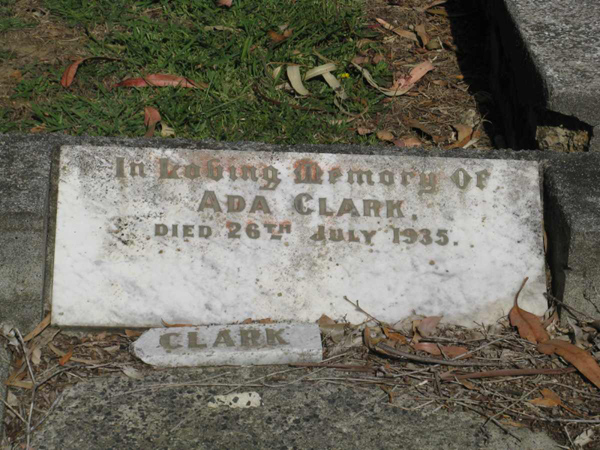 In Loving Memory Of
ADA CLARK.
DIED 26TH JULY 1935.
CLARK